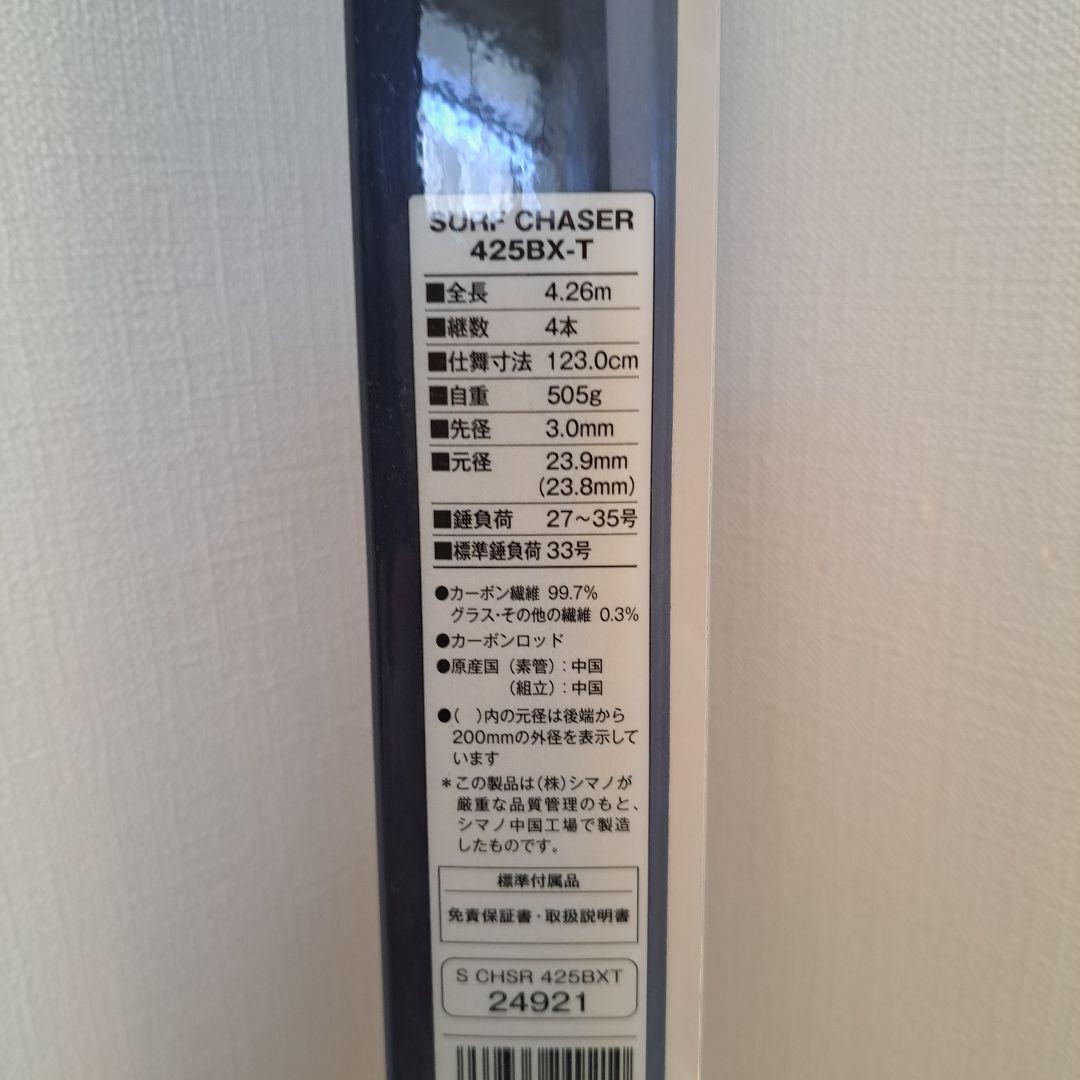 SURF CHASER
425BX-T
■全長 4.26m
■継数 4本
■仕舞寸法 123.0cm
■自重 505g
■先径 3.0mm
■元径 23.9mm
(23.8mm)
■錘負荷 27～35号
■標準錘負荷 33号
●カーボン繊維 99.7%
グラス・その他の繊維 0.3%
●カーボンロッド
●原産国（素管）：中国
（組立）：中国
●（ ）内の元径は後端から
200mmの外径を表示して
います
＊この製品は（株）シマノが
厳重な品質管理のもと、
シマノ中国工場で製造
したものです。
標準付属品
免責保証書・取扱説明書
S CHSR 425BXT
24921